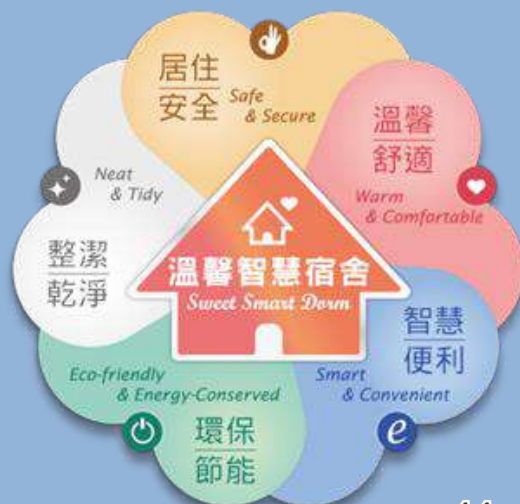 居住
安全
Safe
& Secure
溫馨
舒適
Warm
& Comfortable
智慧
便利
Smart
& Convenient
e
環保
節能
Eco-friendly
& Energy-Conserved
整潔
乾淨
Neat
& Tidy
溫馨智慧宿舍
Sweet Smart Dorm